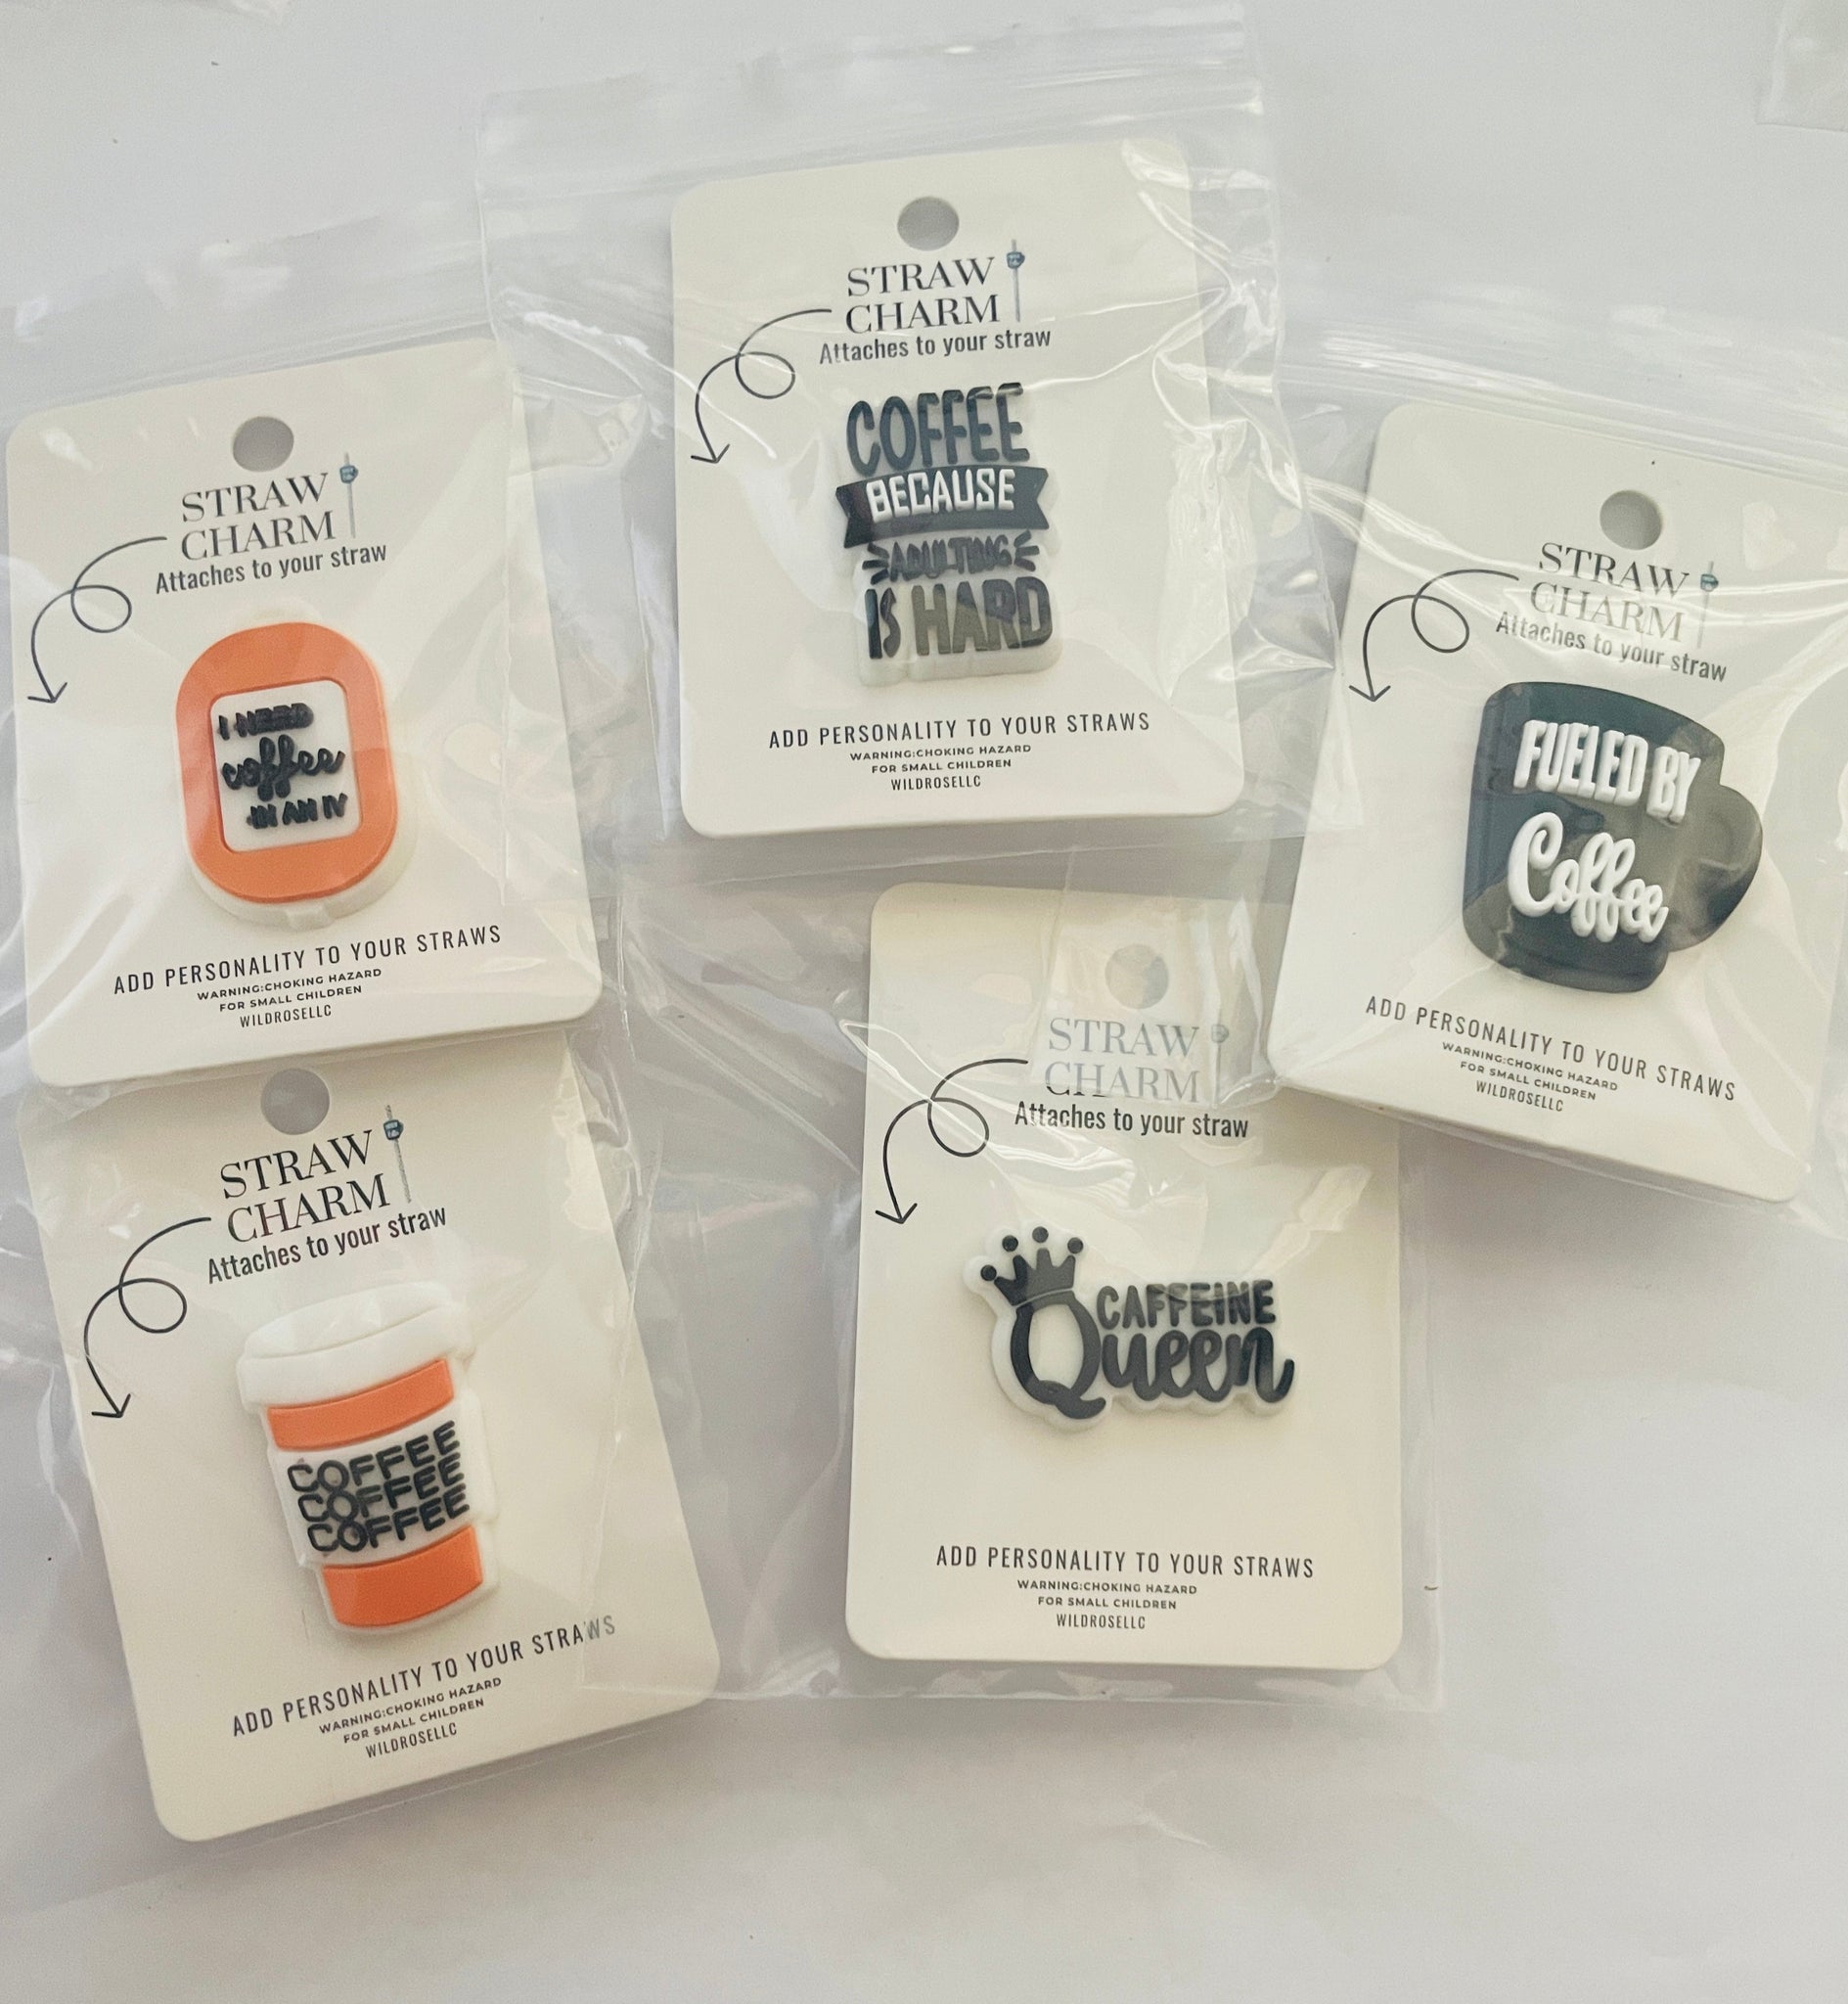 STRAW
CHARM
Attaches to your straw
COFFEE
BECAUSE
ADULTING
IS HARD
ADD PERSONALITY TO YOUR STRAWS
WARNING:CHOKING HAZARD
FOR SMALL CHILDREN
WILDROSELLC
STRAW
CHARM
Attaches to your straw
I NEED
coffee
IN AN IV
ADD PERSONALITY TO YOUR STRAWS
WARNING:CHOKING HAZARD
FOR SMALL CHILDREN
WILDROSELLC
STRAW
CHARM
Attaches to your straw
FUELED BY
Coffee
ADD PERSONALITY TO YOUR STRAWS
WARNING:CHOKING HAZARD
FOR SMALL CHILDREN
WILDROSELLC
STRAW
CHARM
Attaches to your straw
COFFEE
COFFEE
COFFEE
ADD PERSONALITY TO YOUR STRAWS
WARNING:CHOKING HAZARD
FOR SMALL CHILDREN
WILDROSELLC
STRAW
CHARM
Attaches to your straw
CAFFEINE
Queen
ADD PERSONALITY TO YOUR STRAWS
WARNING:CHOKING HAZARD
FOR SMALL CHILDREN
WILDROSELLC